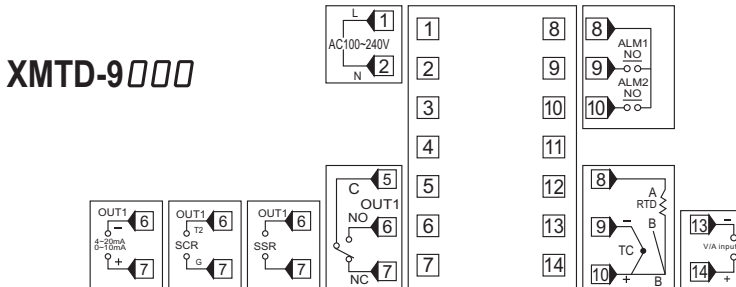 XMTD-9000
L
1
AC100~240V
N
2
1
2
3
4
5
6
7
8
9
10
11
12
13
14
8
ALM1
NO
9
ALM2
NO
10
OUT1
6
4~20mA
0~10mA
−
+
7
OUT1
6
T2
SCR
G
7
OUT1
6
SSR
7
5
C
OUT1
NO
6
NC
7
8
A
RTD
9
−
B
TC
10
+
B
13
−
V/A input
14
+